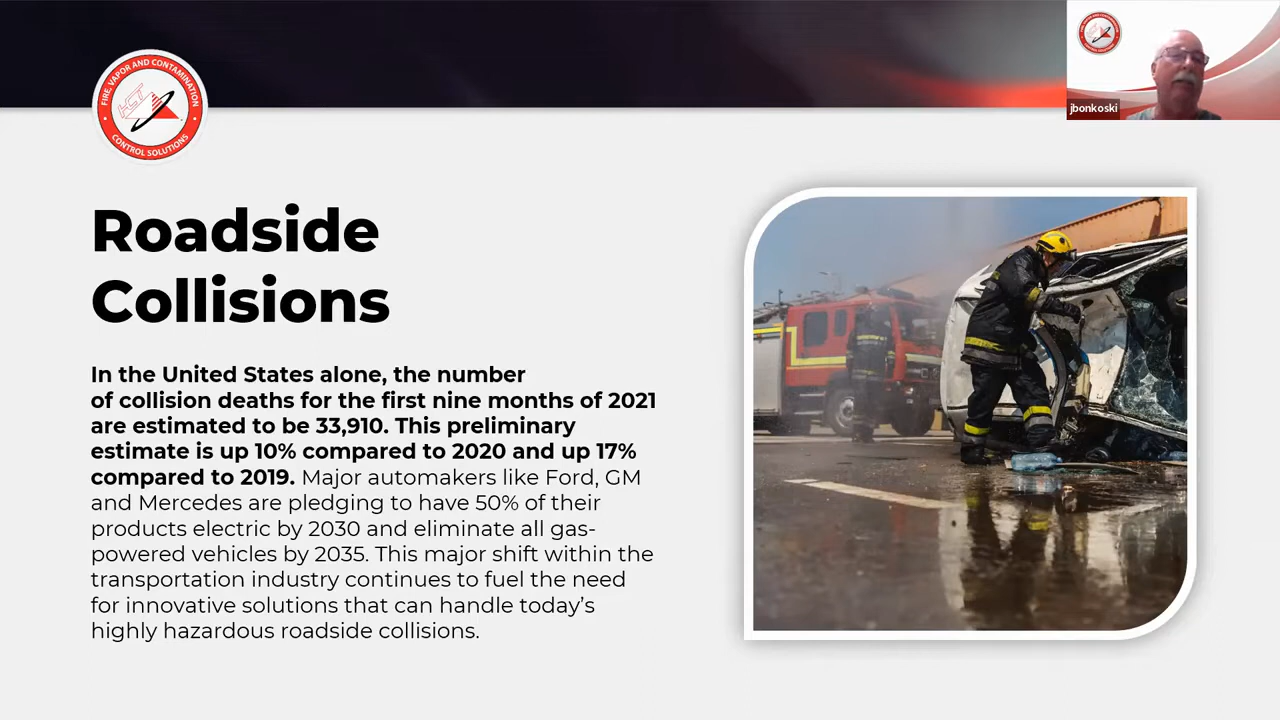 FIRE, VAPOR AND CONTAMINATION
HCT
CONTROL SOLUTIONS
jbonkoski
Roadside
Collisions
In the United States alone, the number
of collision deaths for the first nine months of 2021
are estimated to be 33,910. This preliminary
estimate is up 10% compared to 2020 and up 17%
compared to 2019. Major automakers like Ford, GM
and Mercedes are pledging to have 50% of their
products electric by 2030 and eliminate all gas-
powered vehicles by 2035. This major shift within the
transportation industry continues to fuel the need
for innovative solutions that can handle today’s
highly hazardous roadside collisions.